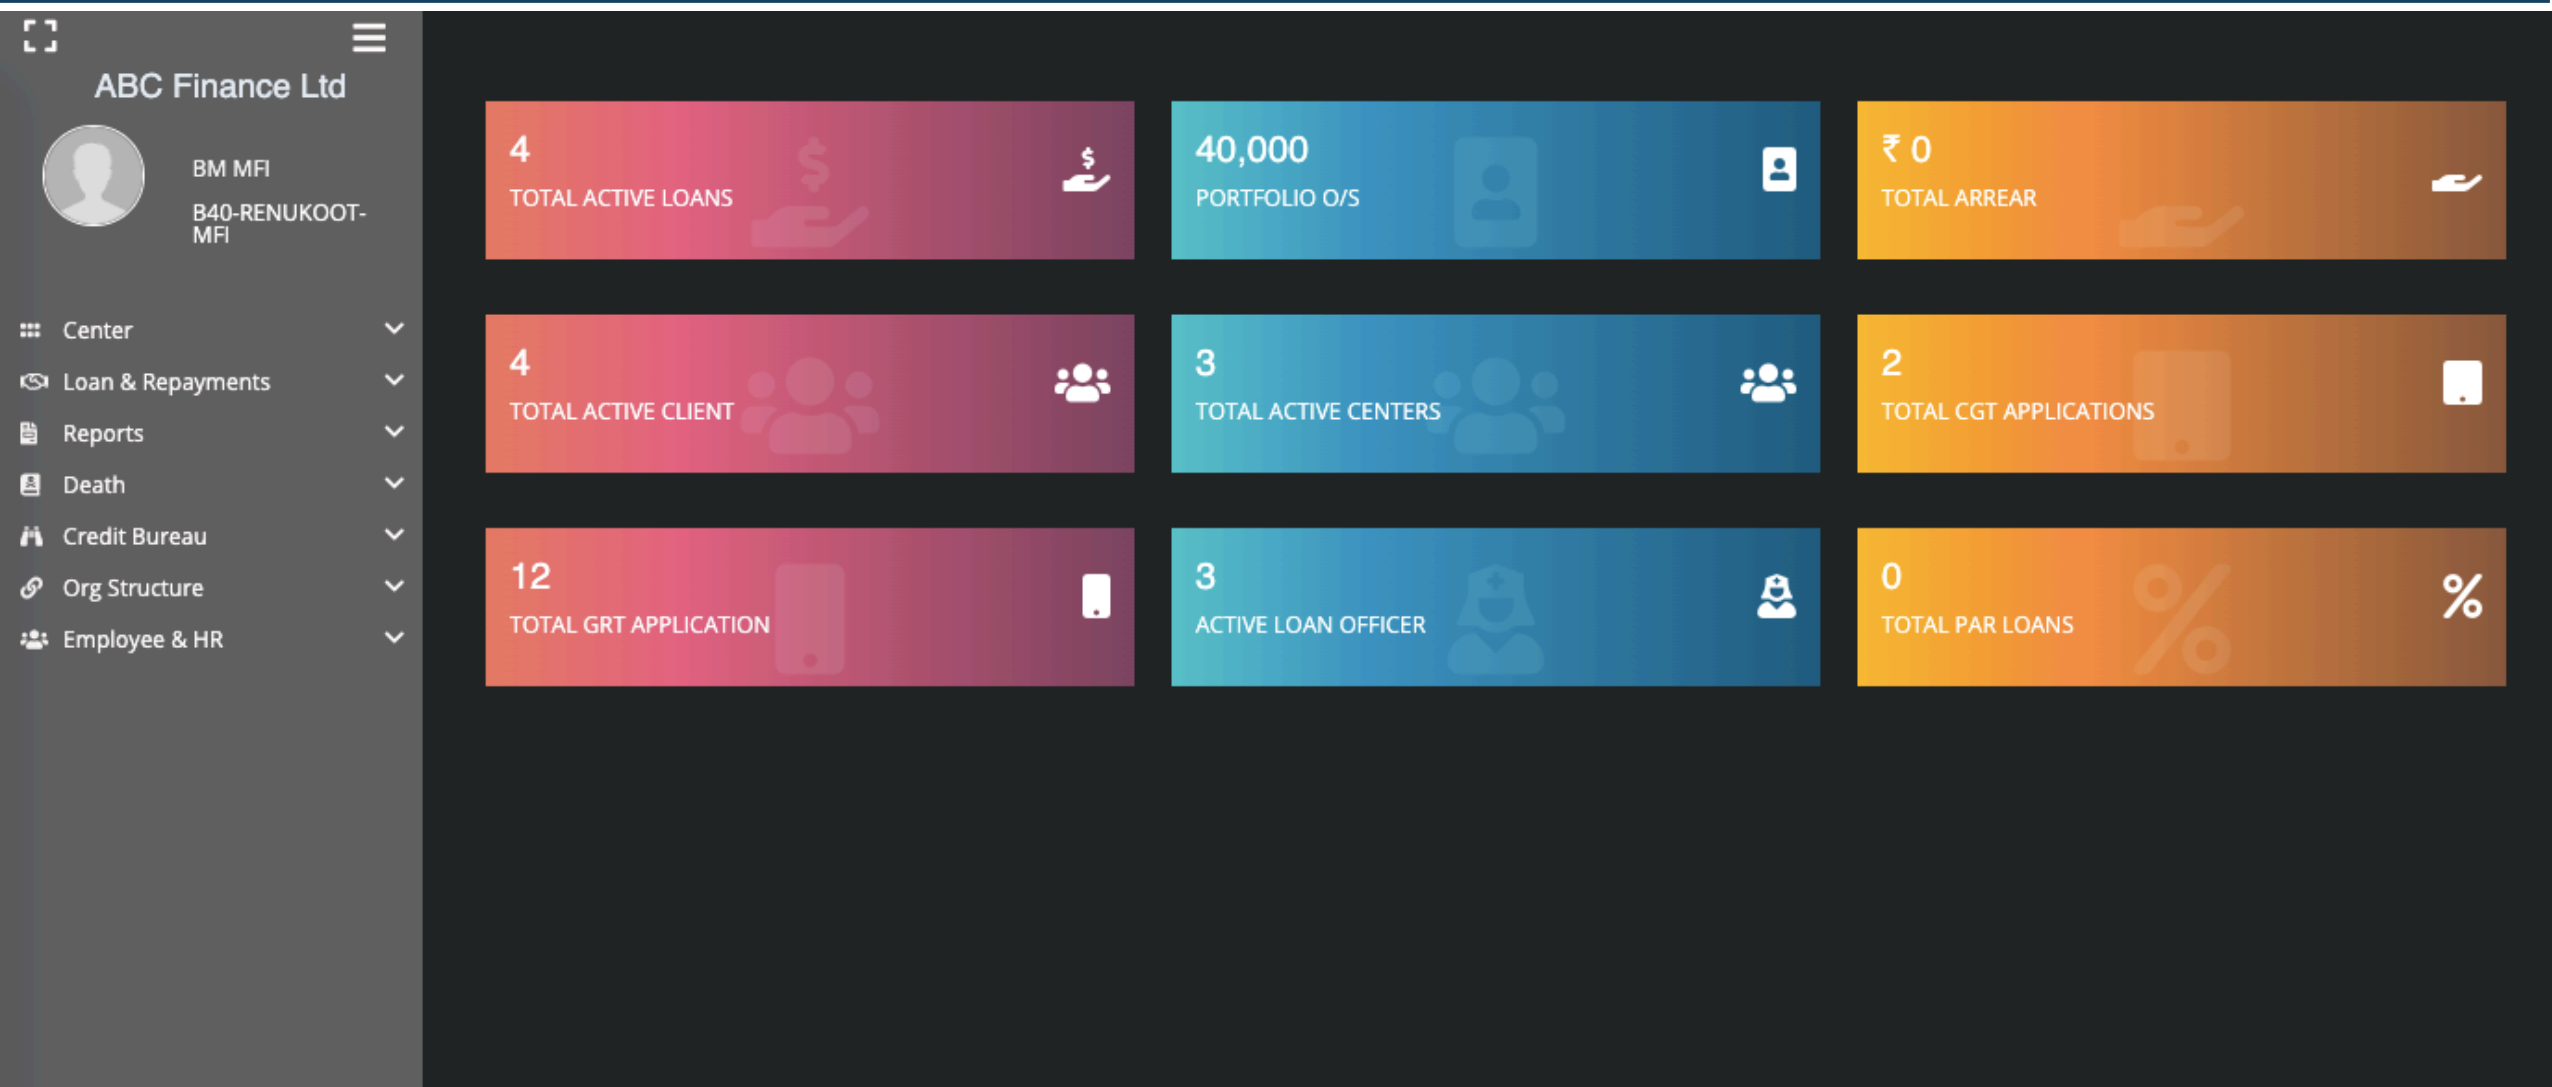 ABC Finance Ltd
BM MFI
B40-RENUKOOT-
MFI
Center
Loan & Repayments
Reports
Death
Credit Bureau
Org Structure
Employee & HR
4
TOTAL ACTIVE LOANS
40,000
PORTFOLIO O/S
₹ 0
TOTAL ARREAR
4
TOTAL ACTIVE CLIENT
3
TOTAL ACTIVE CENTERS
2
TOTAL CGT APPLICATIONS
12
TOTAL GRT APPLICATION
3
ACTIVE LOAN OFFICER
0
TOTAL PAR LOANS